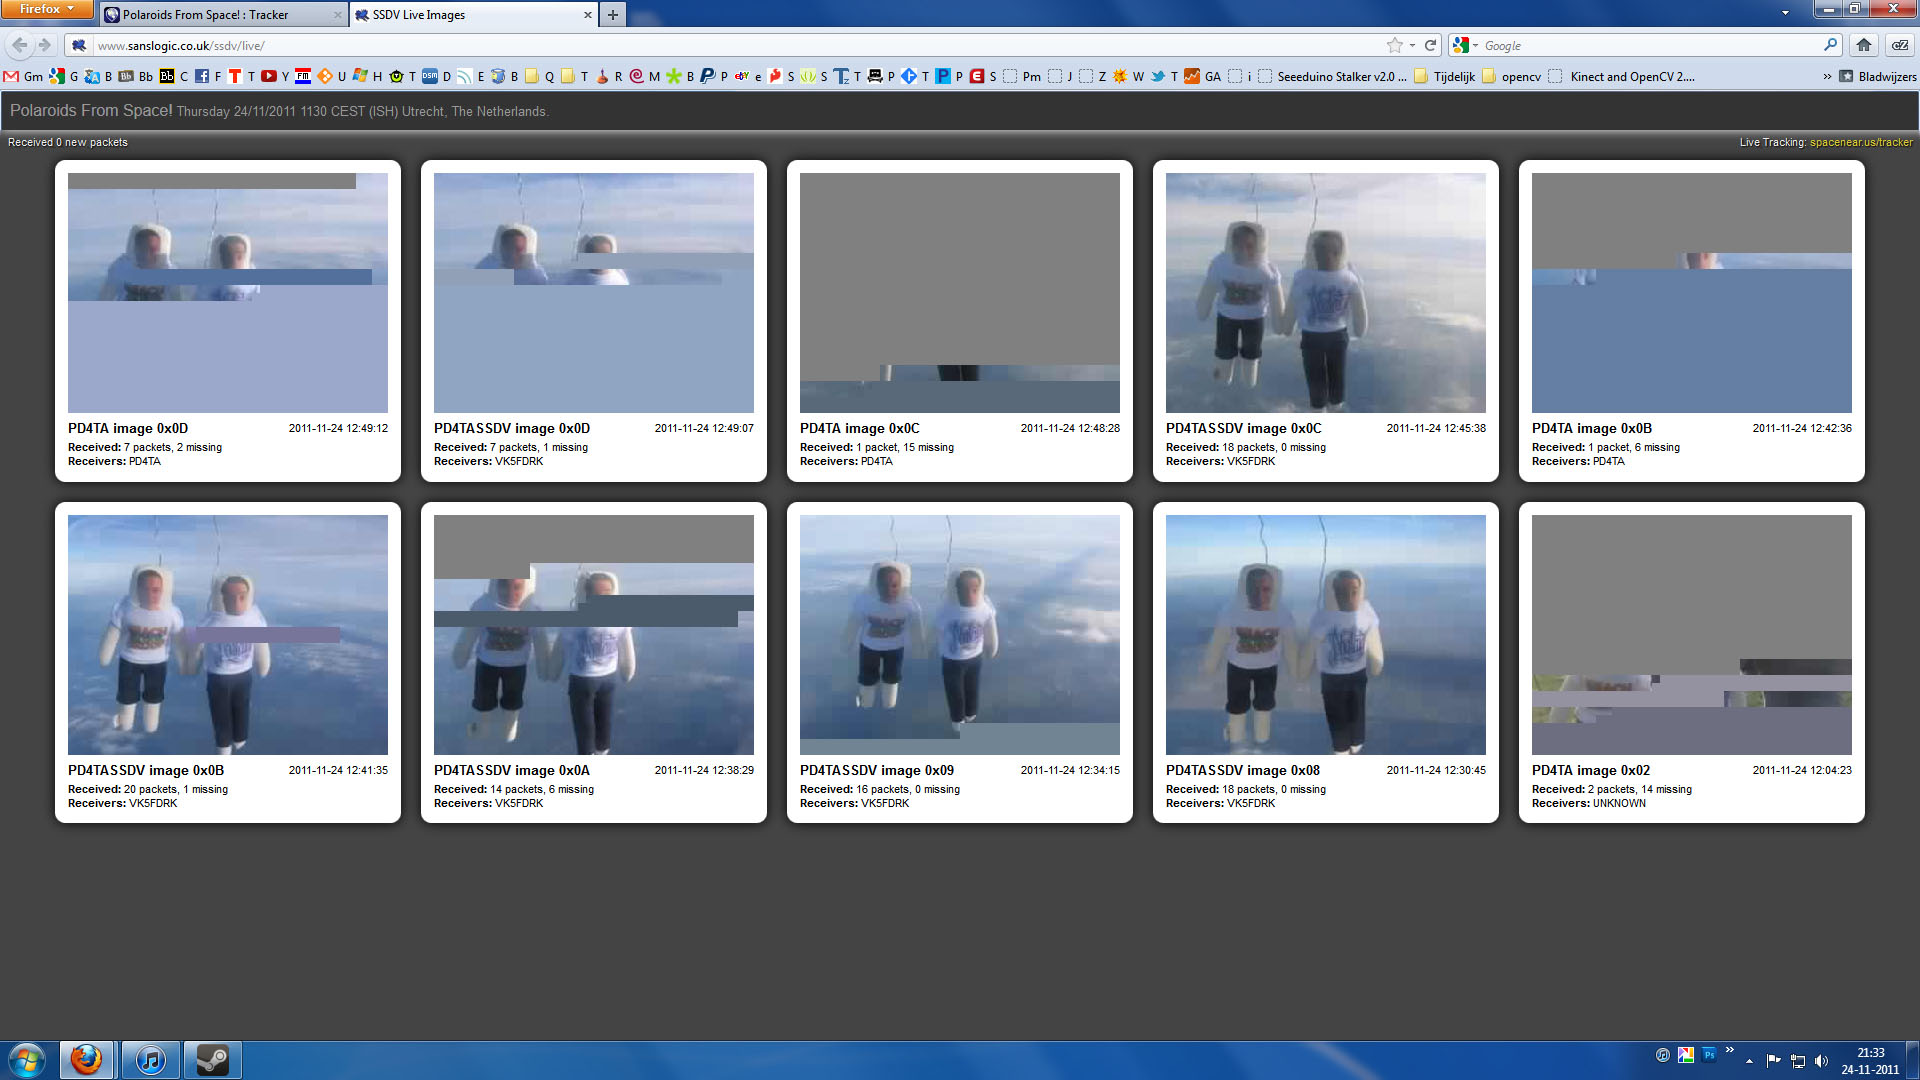 Firefox
Polaroids From Space! : Tracker
SSDV Live Images
www.sanslogic.co.uk/ssdv/live/
Google
Gm G B Bb C F T Y U H T D E B Q T R M B P e S S T P T P S Pm J Z W T GA i Seeeduino Stalker v2.0 ... Tijdelijk opencv Kinect and OpenCV 2.... » Bladwijzers
Polaroids From Space! Thursday 24/11/2011 1130 CEST (ISH) Utrecht, The Netherlands.
Received 0 new packets
Live Tracking: spacenear.us/tracker
PD4TA image 0x0D 2011-11-24 12:49:12
Received: 7 packets, 2 missing
Receivers: PD4TA
PD4TASSDV image 0x0D 2011-11-24 12:49:07
Received: 7 packets, 1 missing
Receivers: VK5FDRK
PD4TA image 0x0C 2011-11-24 12:48:28
Received: 1 packet, 15 missing
Receivers: PD4TA
PD4TASSDV image 0x0C 2011-11-24 12:45:38
Received: 18 packets, 0 missing
Receivers: VK5FDRK
PD4TA image 0x0B 2011-11-24 12:42:36
Received: 1 packet, 6 missing
Receivers: PD4TA
PD4TASSDV image 0x0B 2011-11-24 12:41:35
Received: 20 packets, 1 missing
Receivers: VK5FDRK
PD4TASSDV image 0x0A 2011-11-24 12:38:29
Received: 14 packets, 6 missing
Receivers: VK5FDRK
PD4TASSDV image 0x09 2011-11-24 12:34:15
Received: 16 packets, 0 missing
Receivers: VK5FDRK
PD4TASSDV image 0x08 2011-11-24 12:30:45
Received: 18 packets, 0 missing
Receivers: VK5FDRK
PD4TA image 0x02 2011-11-24 12:04:23
Received: 2 packets, 14 missing
Receivers: UNKNOWN
21:33
24-11-2011